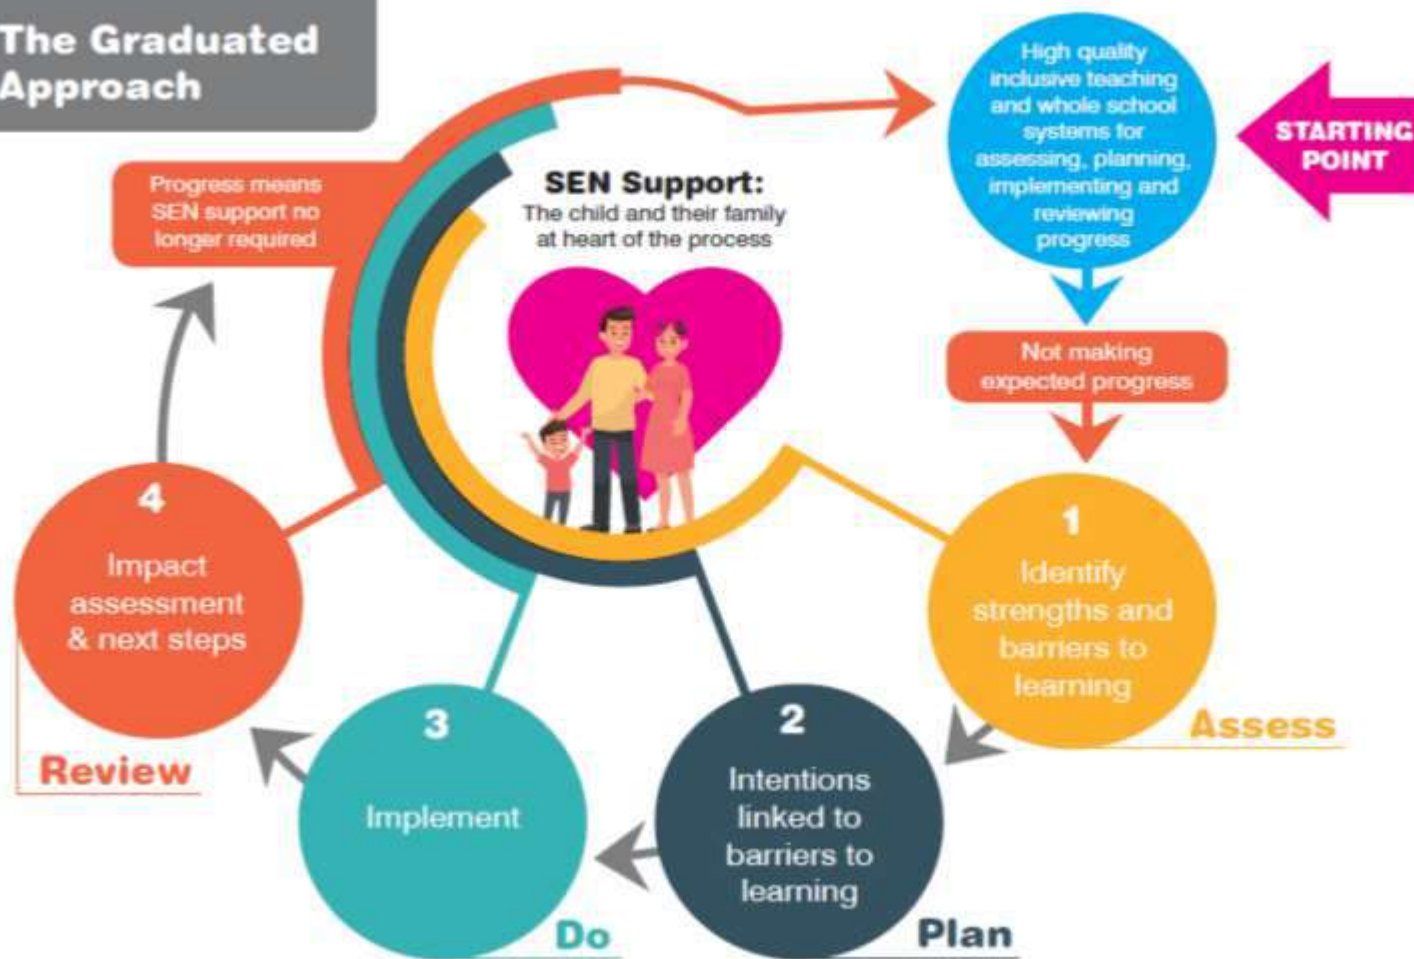 The Graduated
Approach
High quality
inclusive teaching
and whole school
systems for
assessing, planning,
implementing and
reviewing
progress
STARTING
POINT
Progress means
SEN support no
longer required
SEN Support:
The child and their family
at heart of the process
Not making
expected progress
1
Identify
strengths and
barriers to
learning
Assess
2
Intentions
linked to
barriers to
learning
Plan
3
Implement
Do
4
Impact
assessment
& next steps
Review